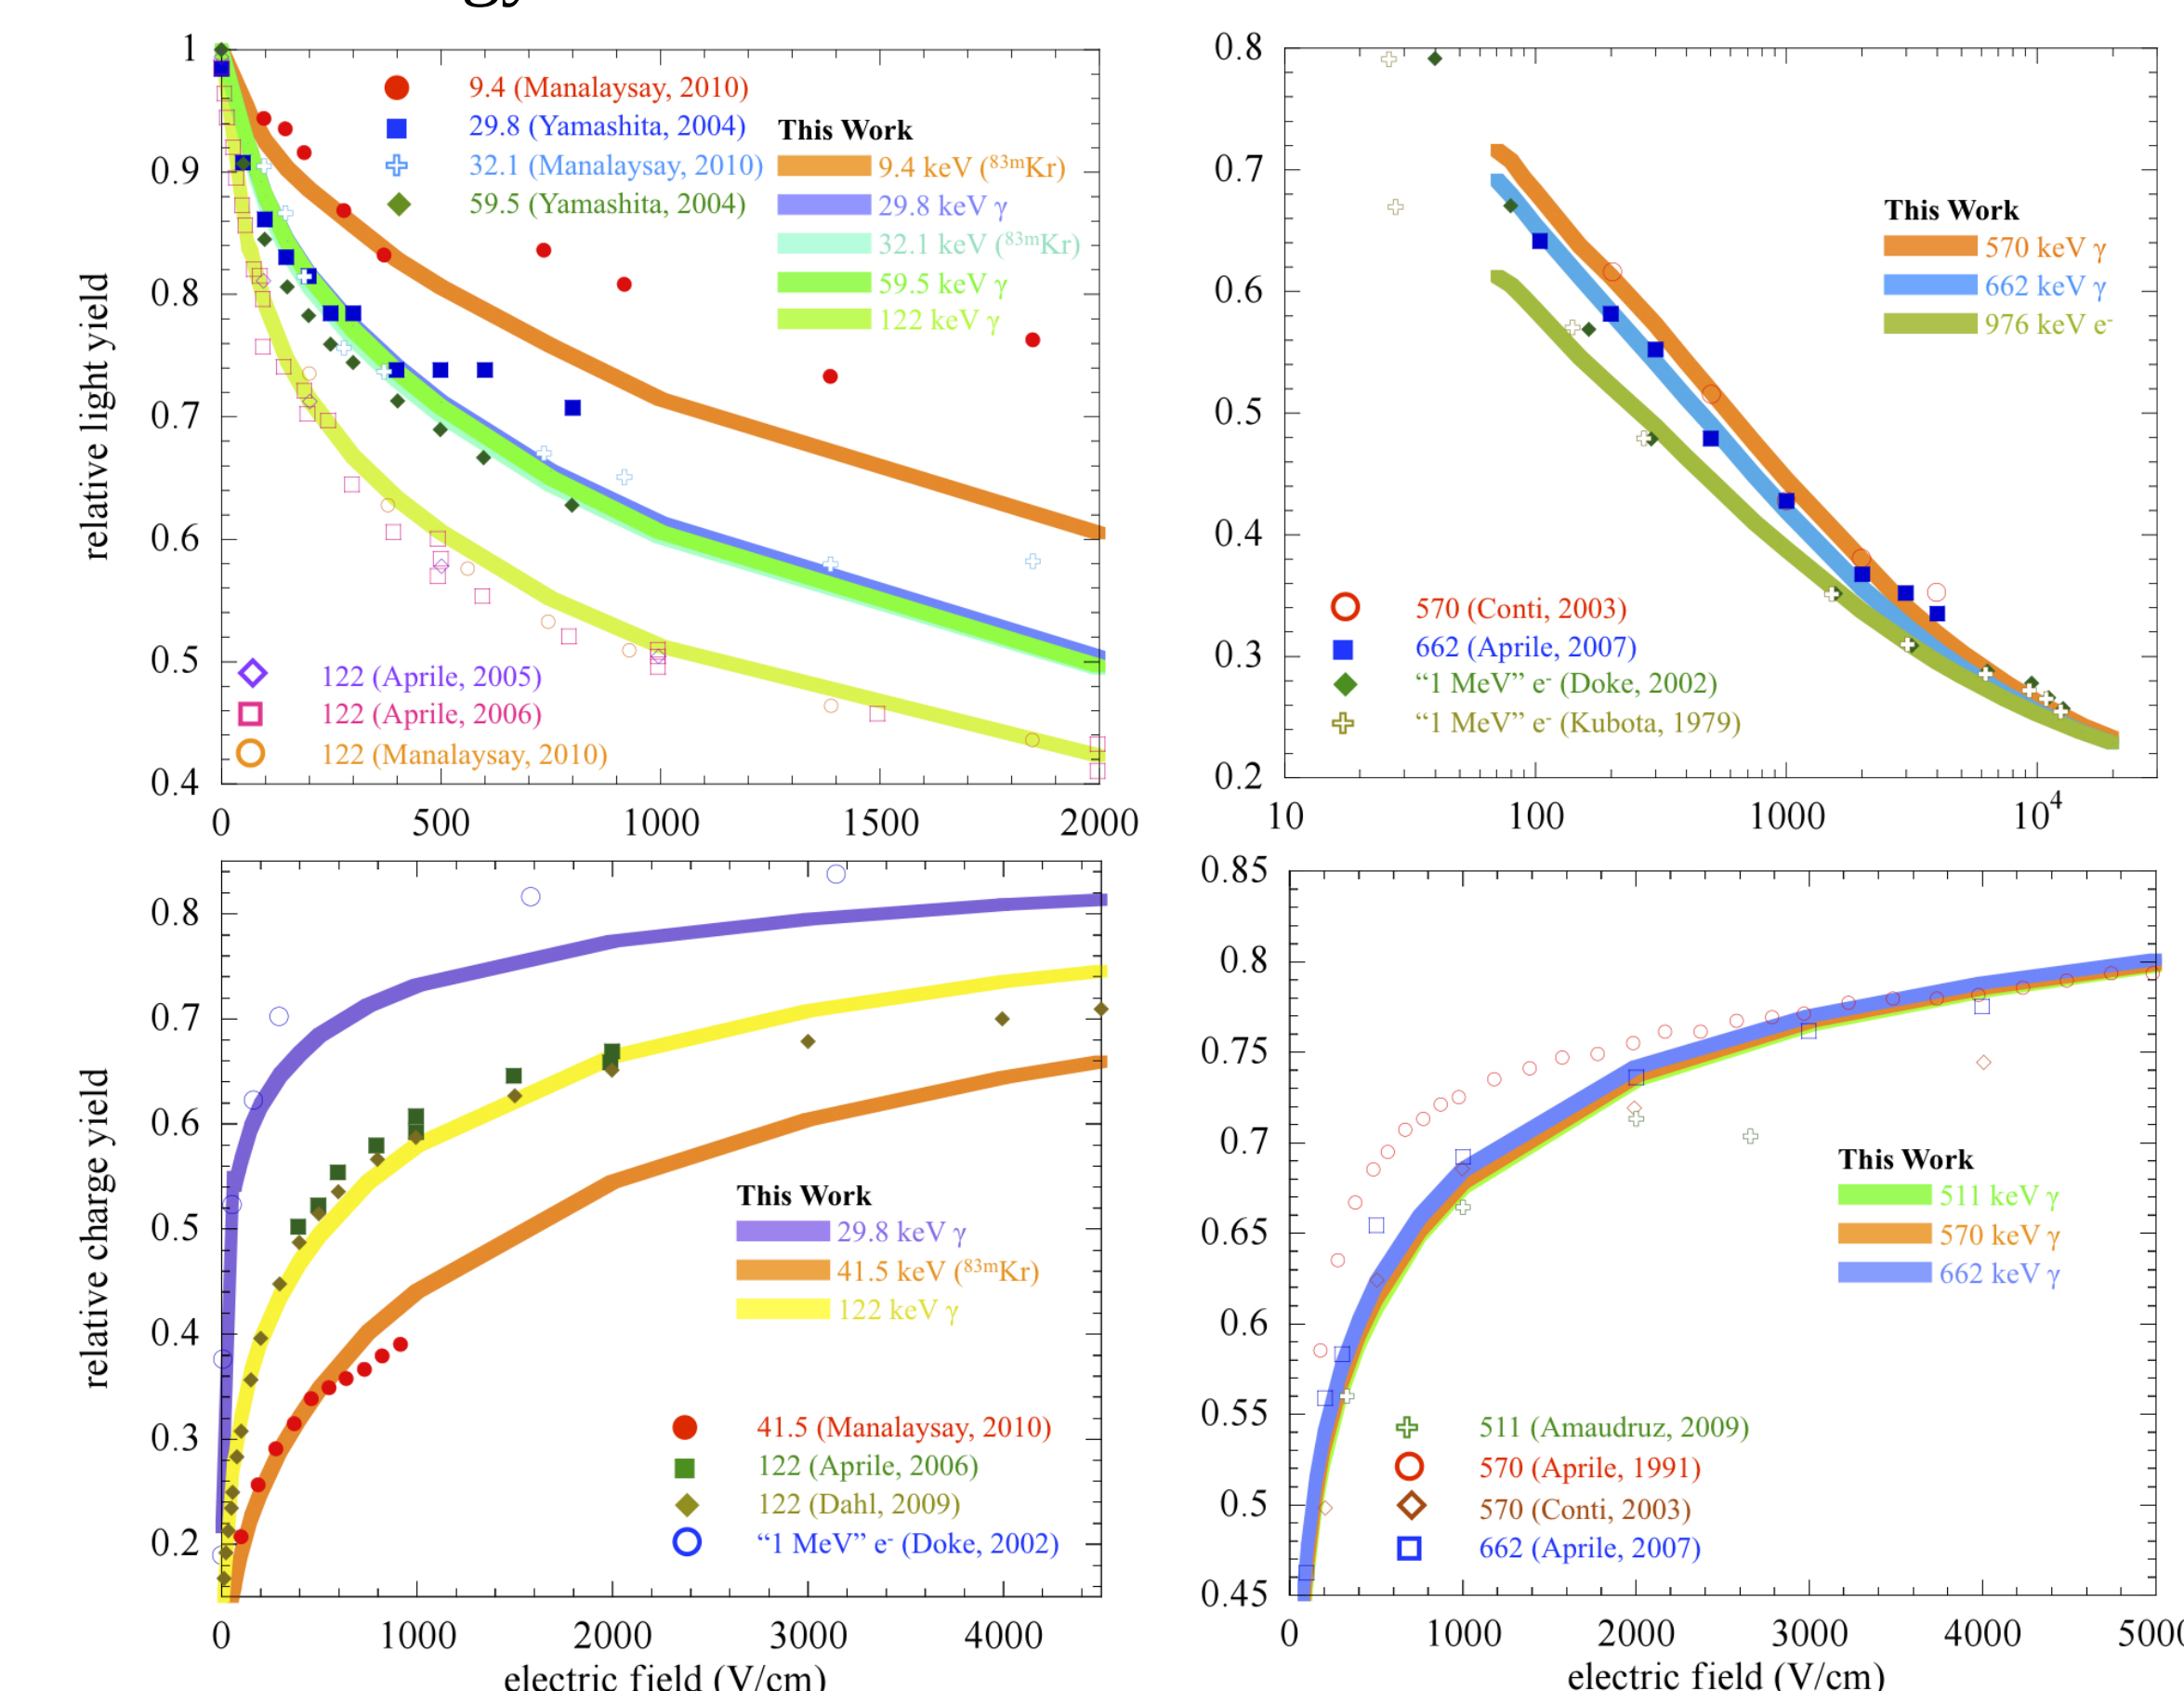 gy
1
0.9
0.8
0.7
0.6
0.5
0.4
relative light yield
9.4 (Manalaysay, 2010)
29.8 (Yamashita, 2004)
32.1 (Manalaysay, 2010)
59.5 (Yamashita, 2004)
This Work
9.4 keV (⁸³ᵐKr)
29.8 keV γ
32.1 keV (⁸³ᵐKr)
59.5 keV γ
122 keV γ
122 (Aprile, 2005)
122 (Aprile, 2006)
122 (Manalaysay, 2010)
0 500 1000 1500 2000
0.8
0.7
0.6
0.5
0.4
0.3
0.2
This Work
570 keV γ
662 keV γ
976 keV e⁻
570 (Conti, 2003)
662 (Aprile, 2007)
“1 MeV” e⁻ (Doke, 2002)
“1 MeV” e⁻ (Kubota, 1979)
10 100 1000 10⁴
0.8
0.7
0.6
0.5
0.4
0.3
0.2
relative charge yield
This Work
29.8 keV γ
41.5 keV (⁸³ᵐKr)
122 keV γ
41.5 (Manalaysay, 2010)
122 (Aprile, 2006)
122 (Dahl, 2009)
“1 MeV” e⁻ (Doke, 2002)
0 1000 2000 3000 4000
electric field (V/cm)
0.85
0.8
0.75
0.7
0.65
0.6
0.55
0.5
0.45
This Work
511 keV γ
570 keV γ
662 keV γ
511 (Amaudruz, 2009)
570 (Aprile, 1991)
570 (Conti, 2003)
662 (Aprile, 2007)
0 1000 2000 3000 4000 5000
electric field (V/cm)